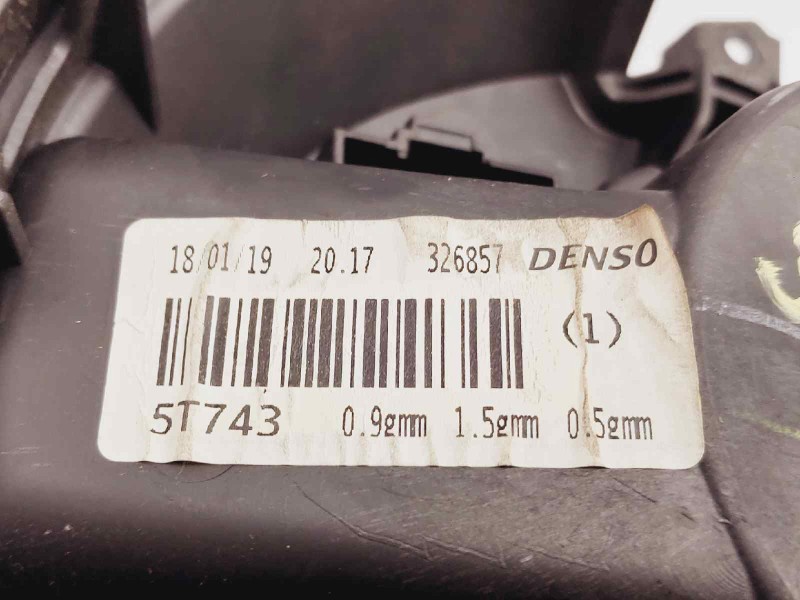 18/01/19 20.17 326857 DENSO
(1)
5T743 0.9gmm 1.5gmm 0.5gmm